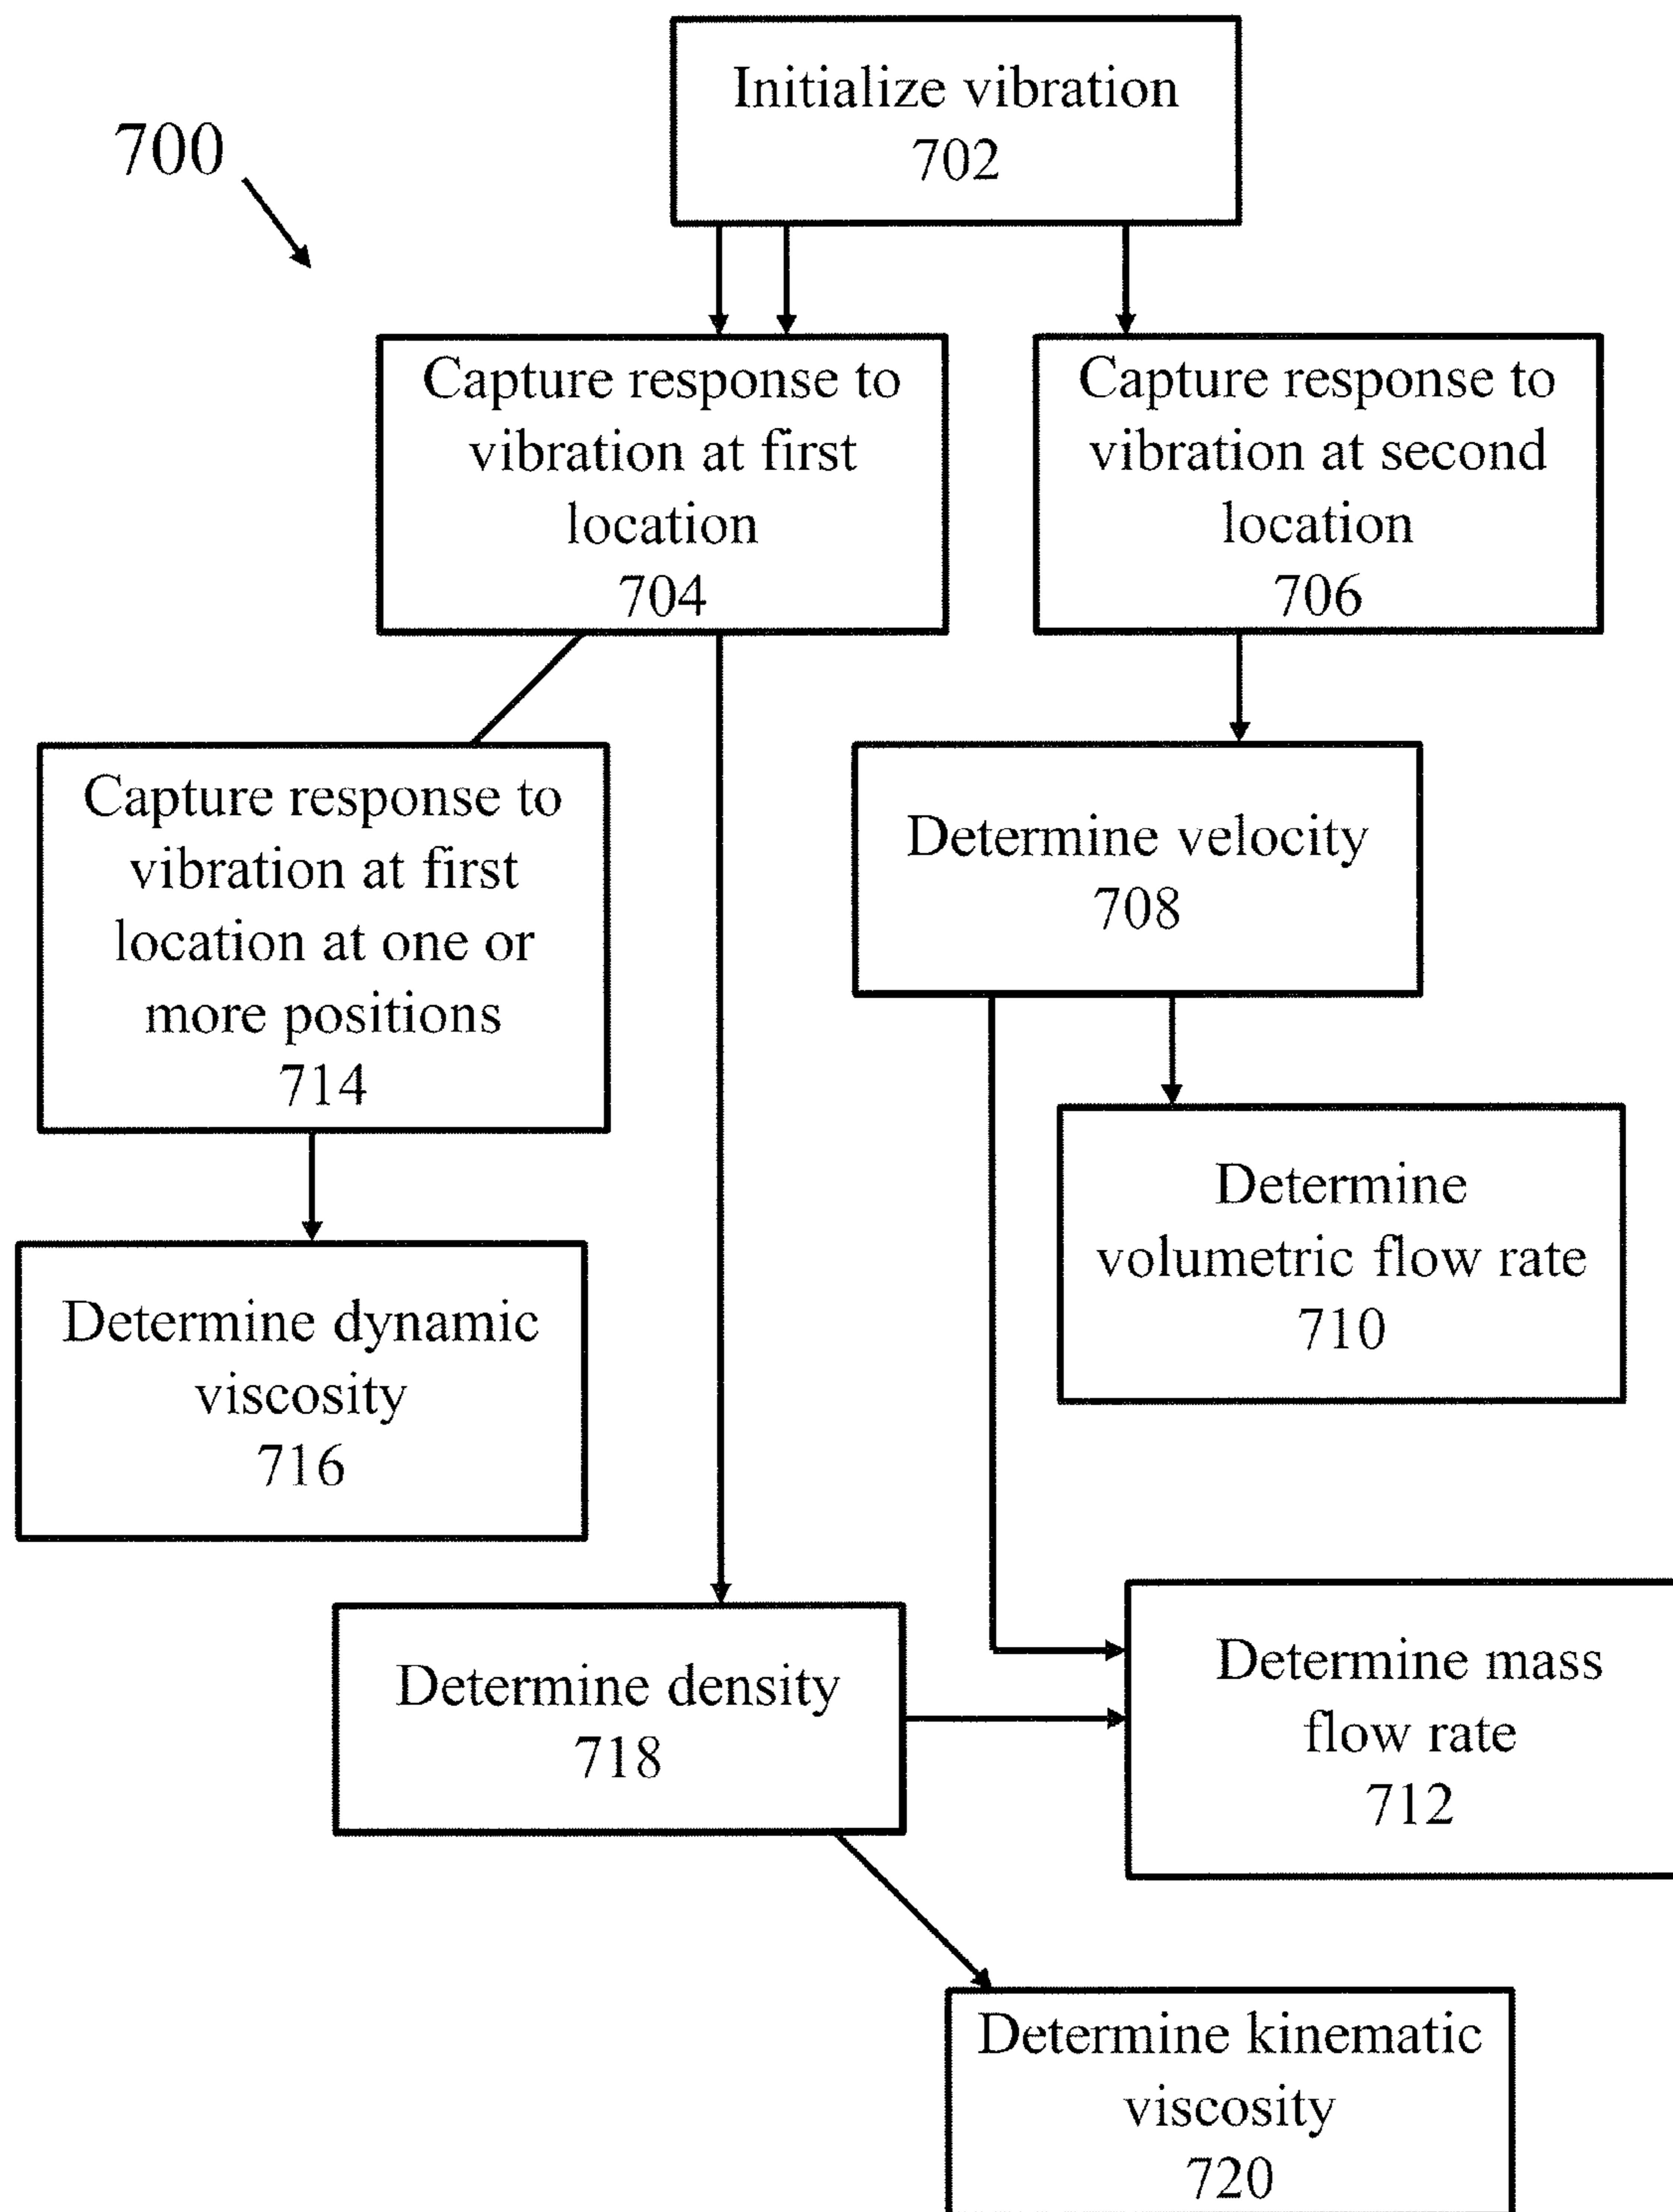 Initialize vibration
702
700
Capture response to
vibration at first
location
704
Capture response to
vibration at second
location
706
Capture response to
vibration at first
location at one or
more positions
714
Determine velocity
708
Determine
volumetric flow rate
710
Determine dynamic
viscosity
716
Determine density
718
Determine mass
flow rate
712
Determine kinematic
viscosity
720